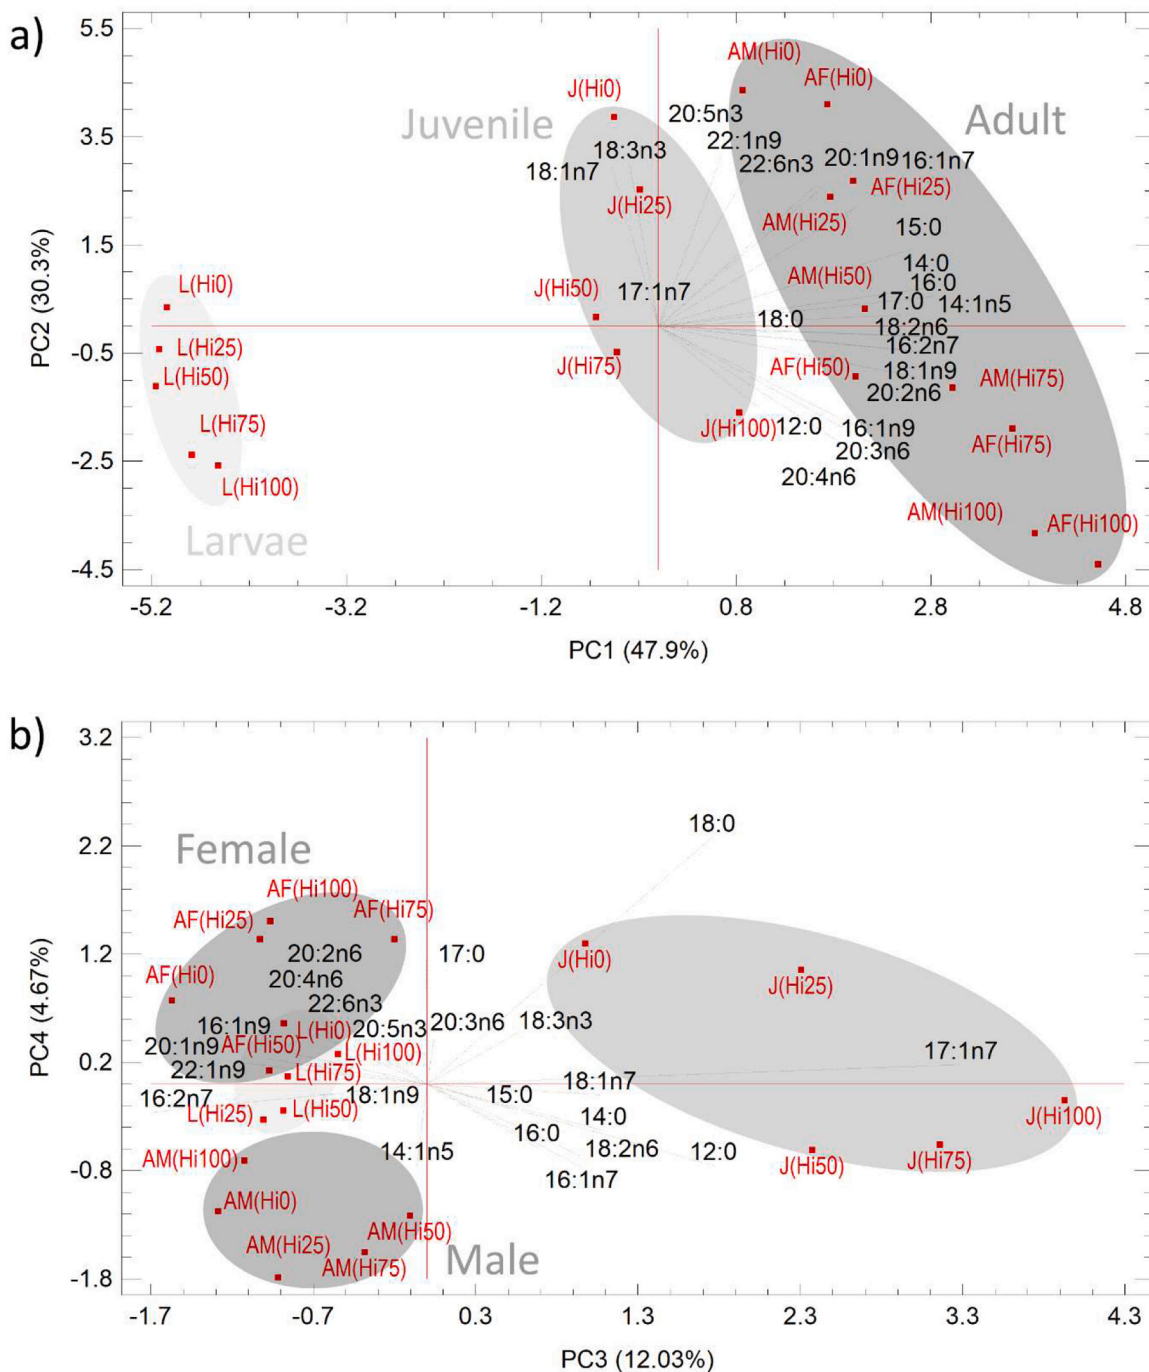 a)
5.5
AM(Hi0)
AF(Hi0)
J(Hi0)
Juvenile
20:5n3
Adult
3.5
22:1n9
18:3n3
20:1n9 16:1n7
18:1n7
22:6n3
AF(Hi25)
J(Hi25)
AM(Hi25)
15:0
1.5
L(Hi0)
AM(Hi50)
14:0
16:0
J(Hi50)
17:1n7
17:0
14:1n5
18:0
18:2n6
L(Hi25)
16:2n7
-0.5
J(Hi75)
AF(Hi50)
18:1n9
AM(Hi75)
L(Hi50)
20:2n6
L(Hi75)
J(Hi100)
12:0
16:1n9
AF(Hi75)
20:3n6
-2.5
20:4n6
L(Hi100)
AM(Hi100)
AF(Hi100)
Larvae
-4.5
PC2 (30.3%)
-5.2
-3.2
-1.2
0.8
2.8
4.8
PC1 (47.9%)
b)
3.2
18:0
2.2
Female
AF(Hi100)
AF(Hi25)
AF(Hi75)
1.2
20:2n6
17:0
J(Hi0)
AF(Hi0)
20:4n6
J(Hi25)
22:6n3
16:1n9
L(Hi0)
20:5n3
20:3n6
18:3n3
20:1n9
AF(Hi50)
L(Hi100)
17:1n7
0.2
22:1n9
L(Hi75)
18:1n7
16:2n7
18:1n9
15:0
L(Hi25)
L(Hi50)
14:0
J(Hi100)
16:0
18:2n6
12:0
-0.8
AM(Hi100)
14:1n5
16:1n7
J(Hi50)
J(Hi75)
AM(Hi0)
AM(Hi50)
AM(Hi25)
AM(Hi75)
Male
-1.8
PC4 (4.67%)
-1.7
-0.7
0.3
1.3
2.3
3.3
4.3
PC3 (12.03%)